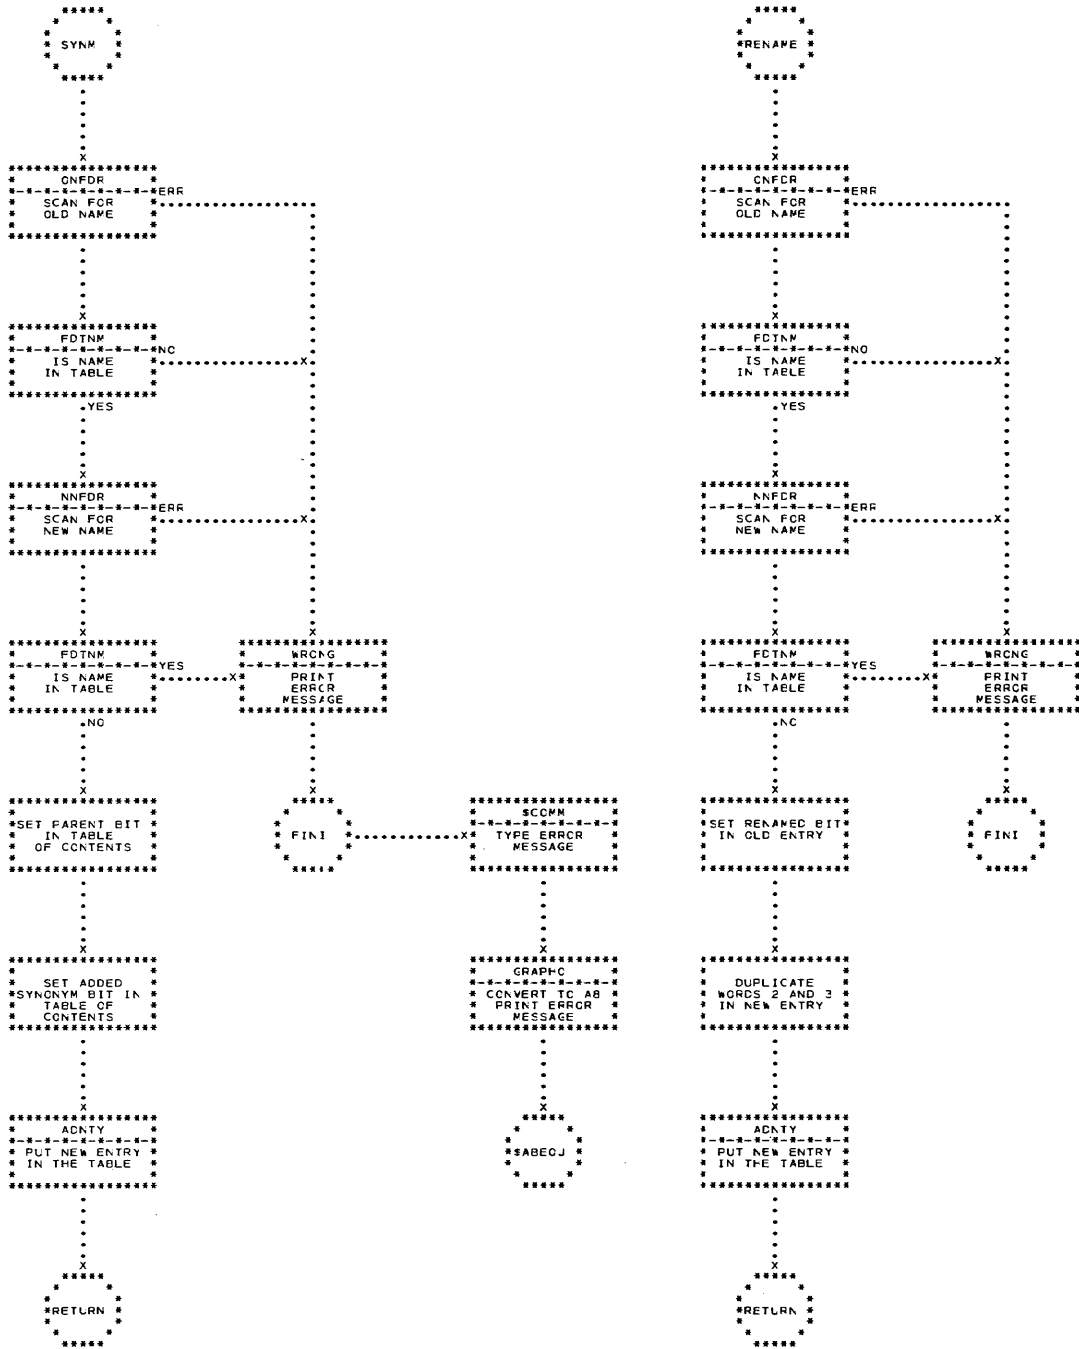 SYNM
ONFDR
ERR
SCAN FOR
OLD NAME
FDTNM
NO
IS NAME
IN TABLE
YES
NNFDR
ERR
SCAN FOR
NEW NAME
FDTNM
YES
IS NAME
IN TABLE
NO
WRONG
PRINT
ERROR
MESSAGE
SET PARENT BIT
IN TABLE
OF CONTENTS
FINI
$COMM
TYPE ERROR
MESSAGE
SET ADDED
SYNONYM BIT IN
TABLE OF
CONTENTS
GRAPHC
CONVERT TO A8
PRINT ERROR
MESSAGE
ADNTY
PUT NEW ENTRY
IN THE TABLE
$ABEOJ
RETURN
RENAME
ONFDR
ERR
SCAN FOR
OLD NAME
FDTNM
NO
IS NAME
IN TABLE
YES
NNFDR
ERR
SCAN FOR
NEW NAME
FDTNM
YES
IS NAME
IN TABLE
NO
WRONG
PRINT
ERROR
MESSAGE
SET RENAMED BIT
IN OLD ENTRY
FINI
DUPLICATE
WORDS 2 AND 3
IN NEW ENTRY
ADNTY
PUT NEW ENTRY
IN THE TABLE
RETURN